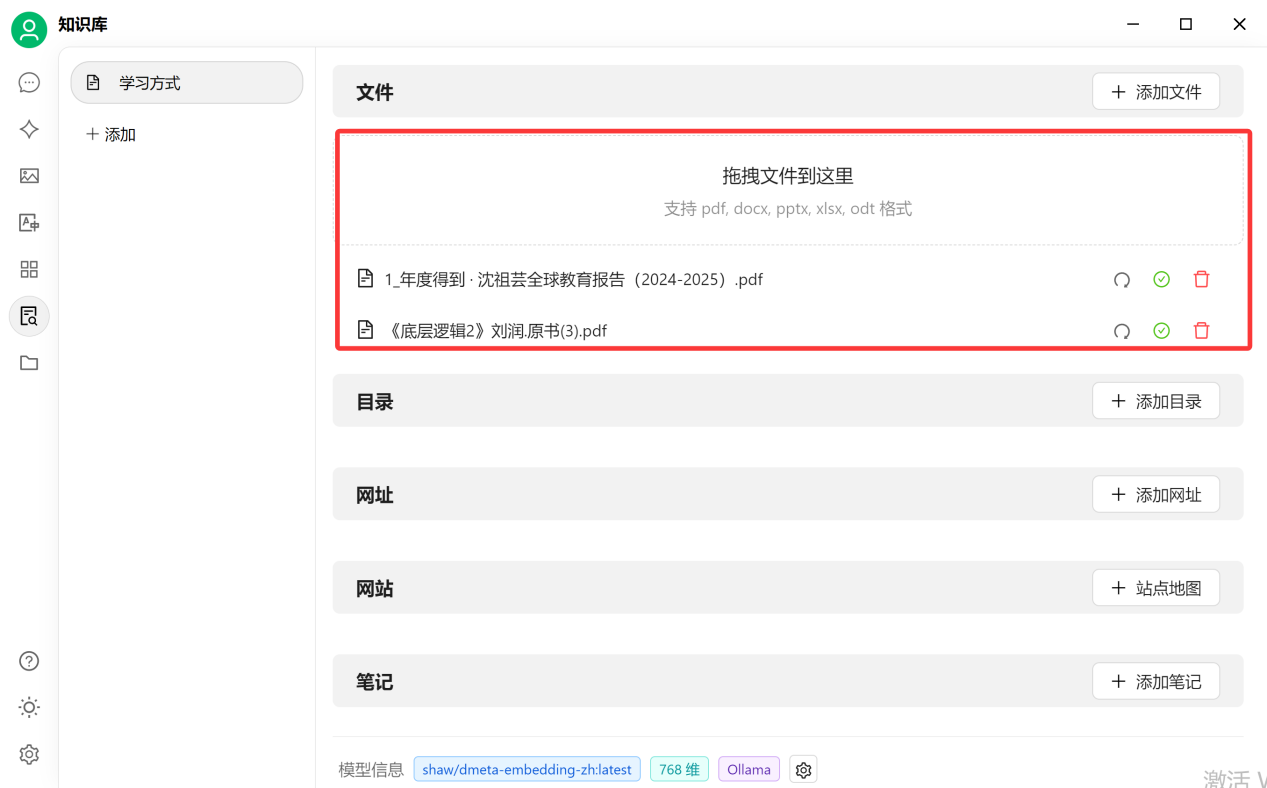 知识库
学习方式
添加
文件
添加文件
拖拽文件到这里
支持 pdf, docx, pptx, xlsx, odt 格式
1_年度得到 · 沈祖芸全球教育报告（2024-2025）.pdf
《底层逻辑2》刘润.原书(3).pdf
目录
添加目录
网址
添加网址
网站
站点地图
笔记
添加笔记
模型信息 shaw/dmeta-embedding-zh:latest 768 维 Ollama
激活 W